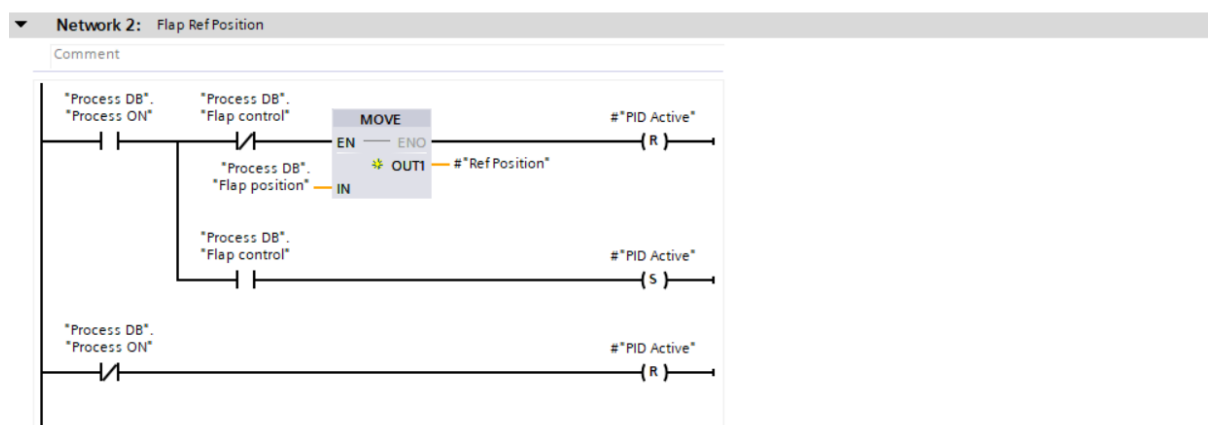 Network 2: Flap Ref Position
Comment
"Process DB".
"Process ON"
"Process DB".
"Flap control"
MOVE
EN
ENO
#"PID Active"
R
"Process DB".
"Flap position"
IN
OUT1
#"Ref Position"
"Process DB".
"Flap control"
#"PID Active"
S
"Process DB".
"Process ON"
#"PID Active"
R